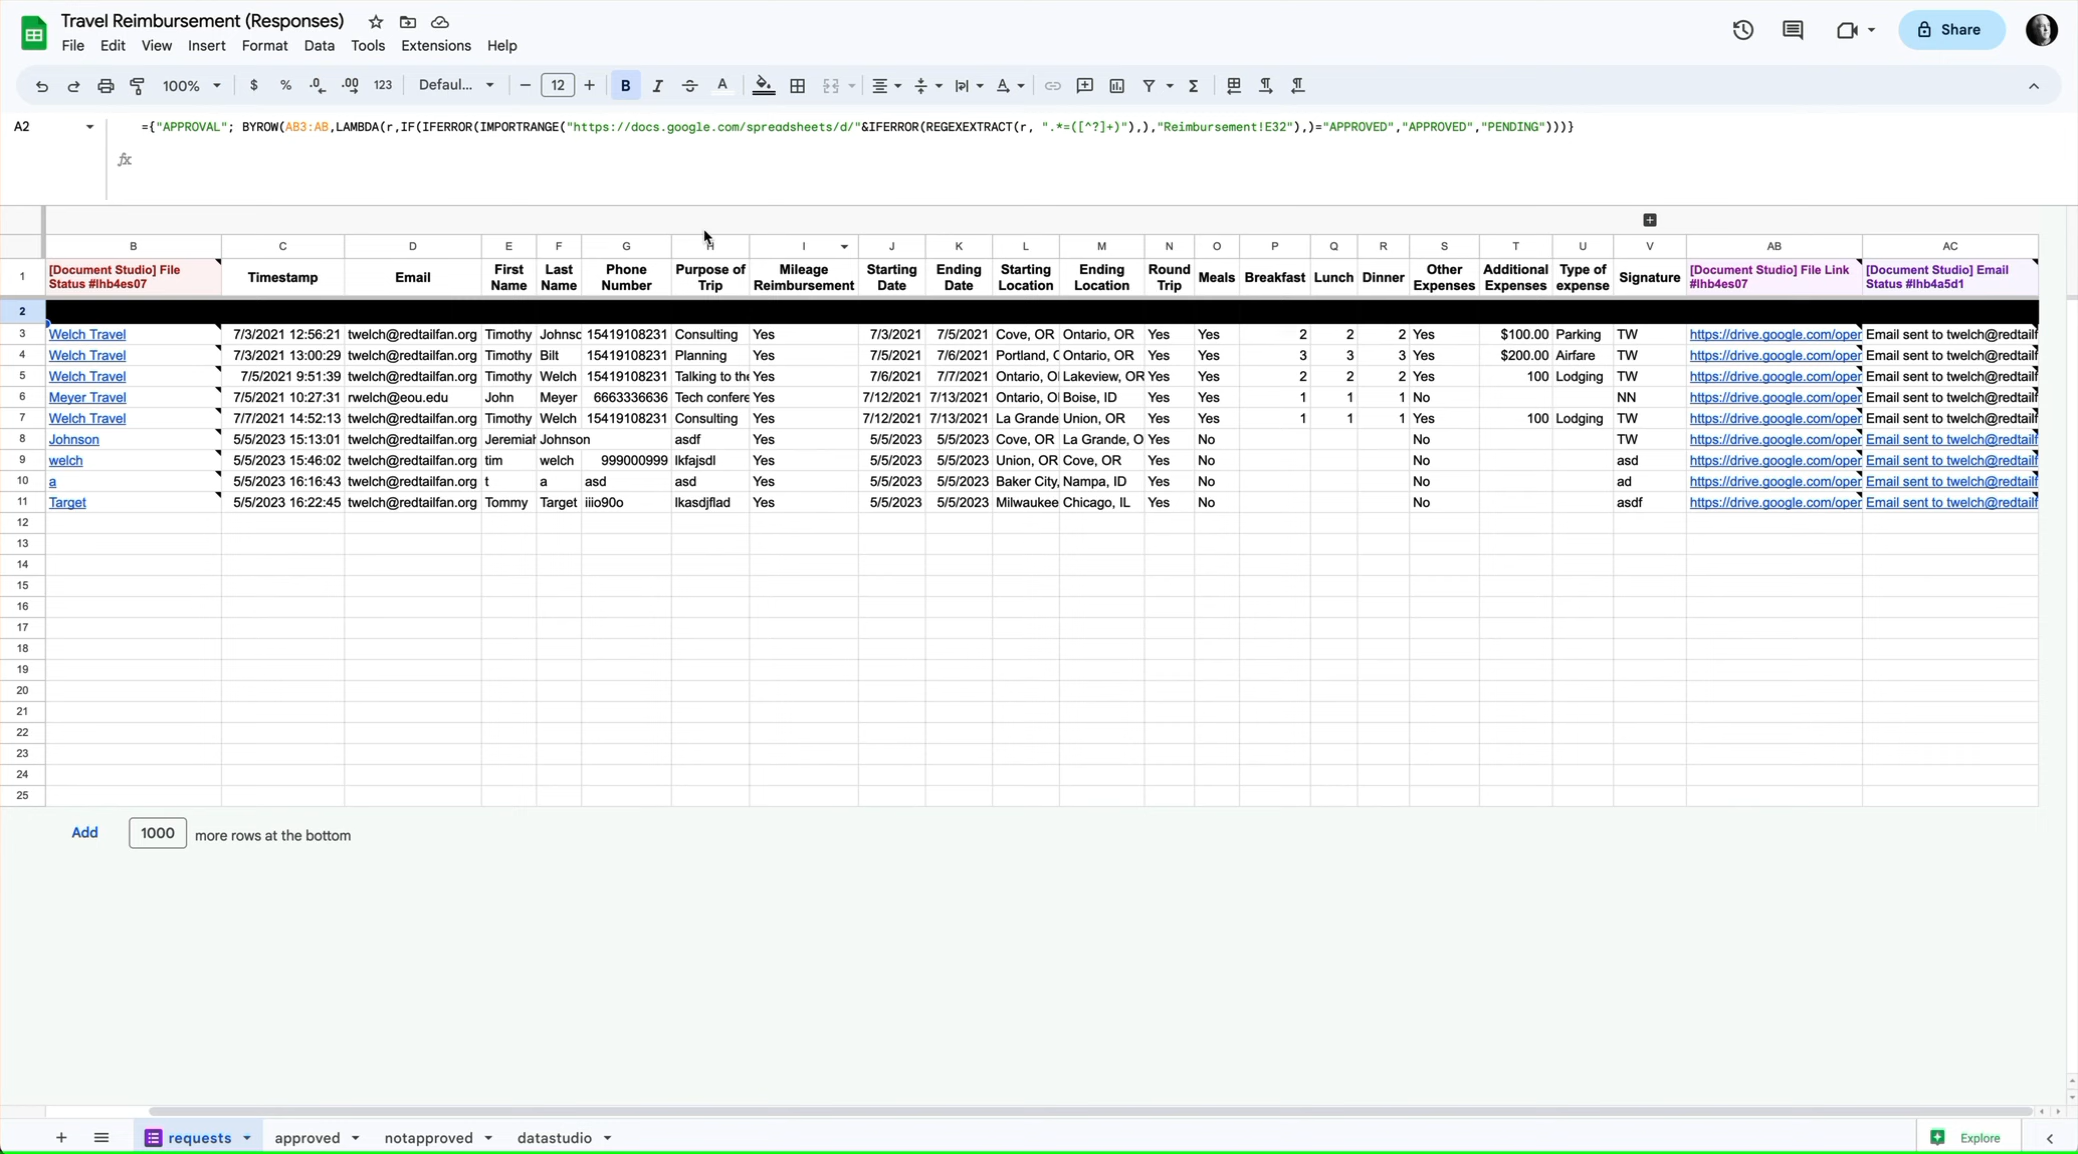 Travel Reimbursement (Responses)
Share
File Edit View Insert Format Data Tools Extensions Help
100% $ % .0 .00 123 Defaul... − 12 + B I A
A2
={"APPROVAL"; BYROW(AB3:AB,LAMBDA(r,IF(IFERROR(IMPORTRANGE("https://docs.google.com/spreadsheets/d/"&IFERROR(REGEXEXTRACT(r, ".*=([^?]+)"),),"Reimbursement!E32"),)="APPROVED","APPROVED","PENDING")))}
fx
B C D E F G H I J K L M N O P Q R S T U V AB AC
1 [Document Studio] File Status #lhb4es07 Timestamp Email First Name Last Name Phone Number Purpose of Trip Mileage Reimbursement Starting Date Ending Date Starting Location Ending Location Round Trip Meals Breakfast Lunch Dinner Other Expenses Additional Expenses Type of expense Signature [Document Studio] File Link #lhb4es07 [Document Studio] Email Status #lhb4a5d1
2
3 Welch Travel 7/3/2021 12:56:21 twelch@redtailfan.org Timothy Johnsc 15419108231 Consulting Yes 7/3/2021 7/5/2021 Cove, OR Ontario, OR Yes Yes 2 2 2 Yes $100.00 Parking TW https://drive.google.com/oper Email sent to twelch@redtailf
4 Welch Travel 7/3/2021 13:00:29 twelch@redtailfan.org Timothy Bilt 15419108231 Planning Yes 7/5/2021 7/6/2021 Portland, C Ontario, OR Yes Yes 3 3 3 Yes $200.00 Airfare TW https://drive.google.com/oper Email sent to twelch@redtailf
5 Welch Travel 7/5/2021 9:51:39 twelch@redtailfan.org Timothy Welch 15419108231 Talking to the Yes 7/6/2021 7/7/2021 Ontario, O Lakeview, OR Yes Yes 2 2 2 Yes 100 Lodging TW https://drive.google.com/oper Email sent to twelch@redtailf
6 Meyer Travel 7/5/2021 10:27:31 rwelch@eou.edu John Meyer 6663336636 Tech confere Yes 7/12/2021 7/13/2021 Ontario, O Boise, ID Yes Yes 1 1 1 No NN https://drive.google.com/oper Email sent to twelch@redtailf
7 Welch Travel 7/7/2021 14:52:13 twelch@redtailfan.org Timothy Welch 15419108231 Consulting Yes 7/12/2021 7/13/2021 La Grande Union, OR Yes Yes 1 1 1 Yes 100 Lodging TW https://drive.google.com/oper Email sent to twelch@redtailf
8 Johnson 5/5/2023 15:13:01 twelch@redtailfan.org Jeremial Johnson asdf Yes 5/5/2023 5/5/2023 Cove, OR La Grande, O Yes No No TW https://drive.google.com/oper Email sent to twelch@redtailf
9 welch 5/5/2023 15:46:02 twelch@redtailfan.org tim welch 999000999 lkfajsdl Yes 5/5/2023 5/5/2023 Union, OR Cove, OR Yes No No asd https://drive.google.com/oper Email sent to twelch@redtailf
10 a 5/5/2023 16:16:43 twelch@redtailfan.org t a asd asd Yes 5/5/2023 5/5/2023 Baker City, Nampa, ID Yes No No ad https://drive.google.com/oper Email sent to twelch@redtailf
11 Target 5/5/2023 16:22:45 twelch@redtailfan.org Tommy Target iiio90o lkasdjflad Yes 5/5/2023 5/5/2023 Milwaukee Chicago, IL Yes No No asdf https://drive.google.com/oper Email sent to twelch@redtailf
12
13
14
15
16
17
18
19
20
21
22
23
24
25
Add 1000 more rows at the bottom
requests approved notapproved datastudio Explore